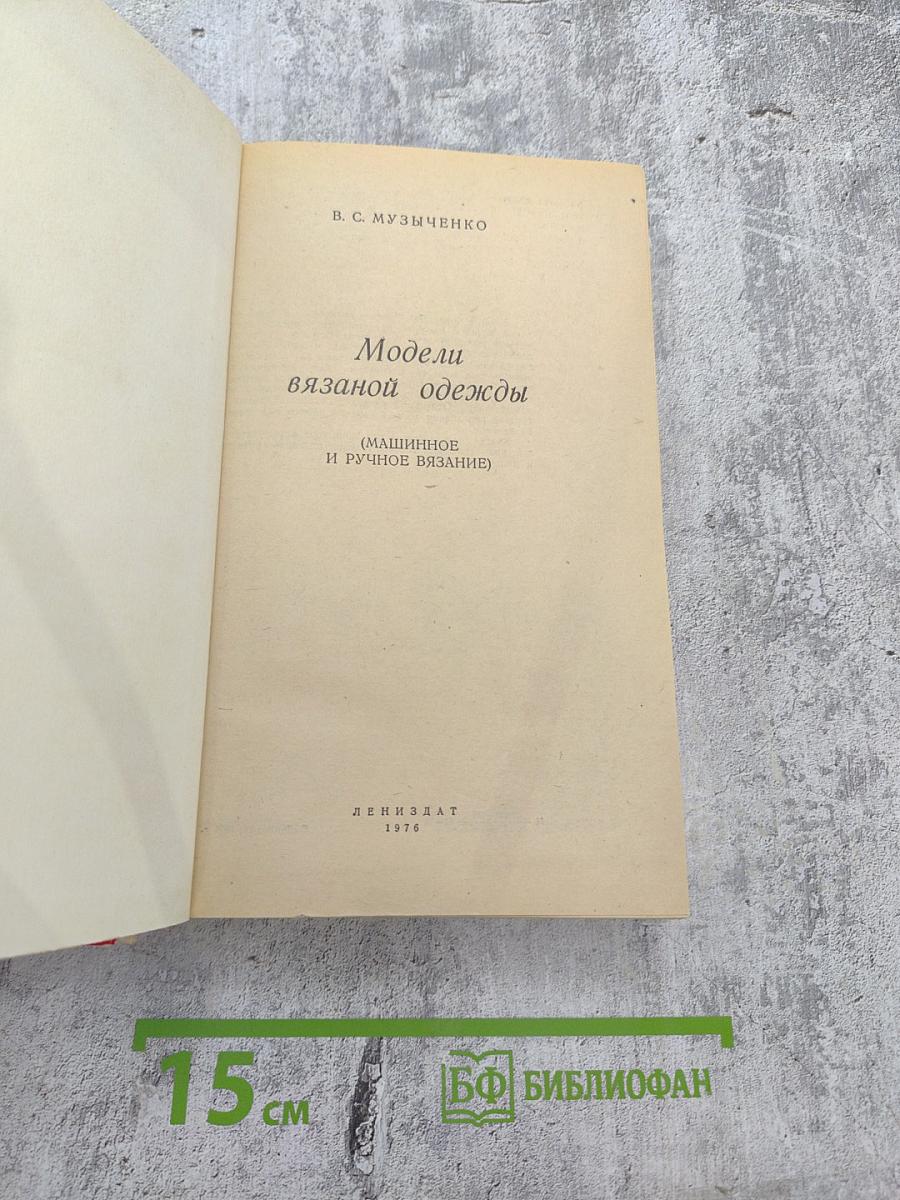 В. С. МУЗЫЧЕНКО
Модели
вязаной одежды
(МАШИННОЕ
И РУЧНОЕ ВЯЗАНИЕ)
ЛЕНИЗДАТ
1976
15 см
БФ БИБЛИОФАН